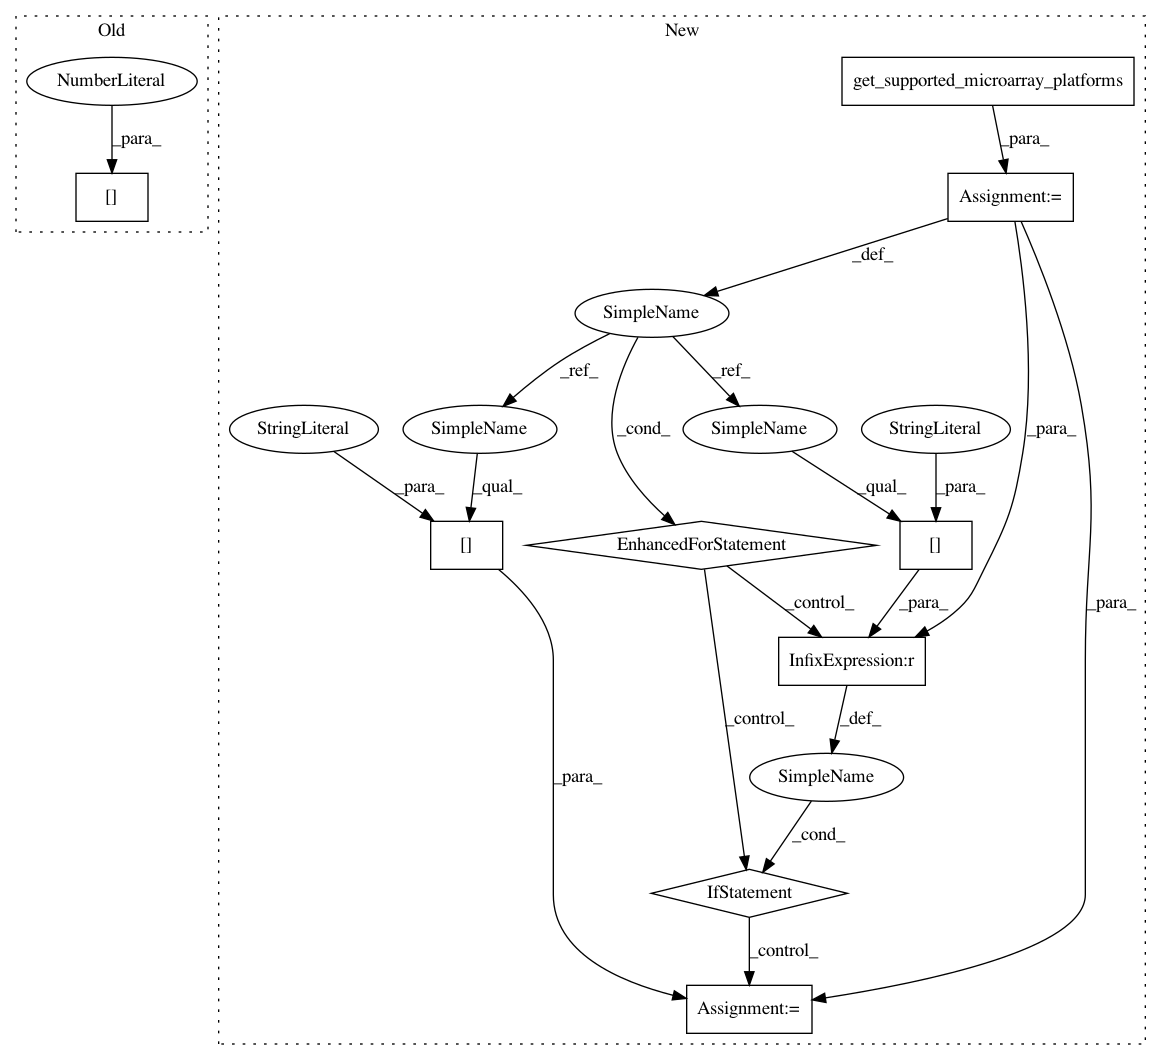 Old
New
NumberLiteral
get_supported_microarray_platforms
_para_
_para_
[]
Assignment:=
_def_
SimpleName
_ref_
_ref_
StringLiteral
SimpleName
_cond_
SimpleName
StringLiteral
_para_
_para_
_qual_
_qual_
_para_
[]
EnhancedForStatement
[]
_control_
_para_
_para_
InfixExpression:r
_control_
_def_
_para_
SimpleName
_cond_
IfStatement
_control_
Assignment:=